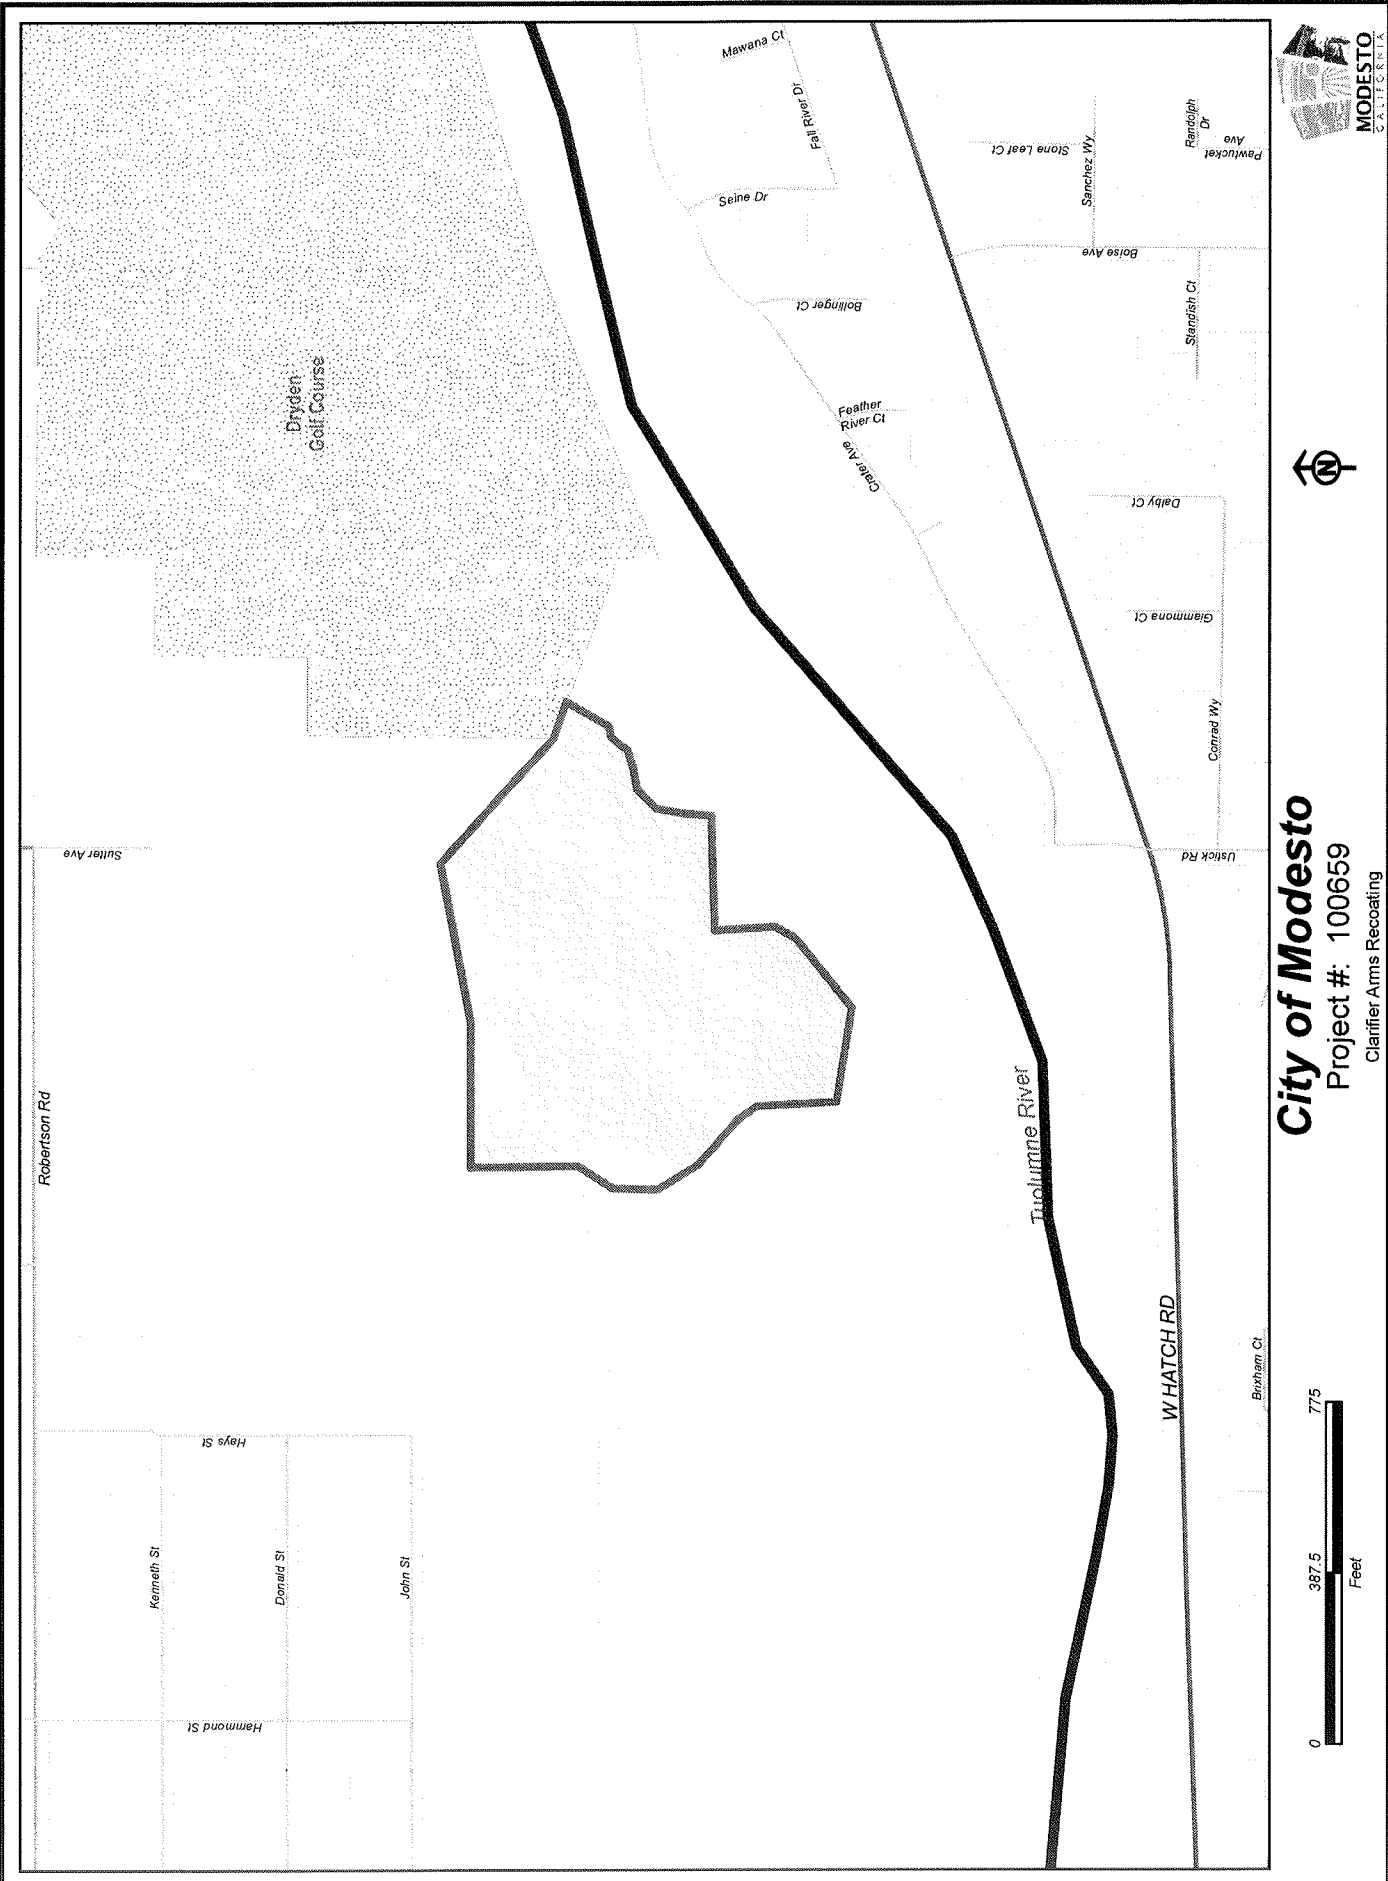 Robertson Rd
Sutter Ave
Hays St
Hammond St
Kenneth St
Donald St
John St
Dryden
Golf Course
Tuolumne River
W HATCH RD
Brixham Ct
Mawana Ct
Fall River Dr
Seine Dr
Bollinger Ct
Feather
River Ct
Crater Ave
Stone Leaf Ct
Sanchez Wy
Randolph
Dr
Pawtucket
Ave
Boise Ave
Standish Ct
Dalby Ct
Giammona Ct
Conrad Wy
Ustick Rd
0 387.5 775
Feet
City of Modesto
Project #: 100659
Clarifier Arms Recoating
N
MODESTO
CALIFORNIA